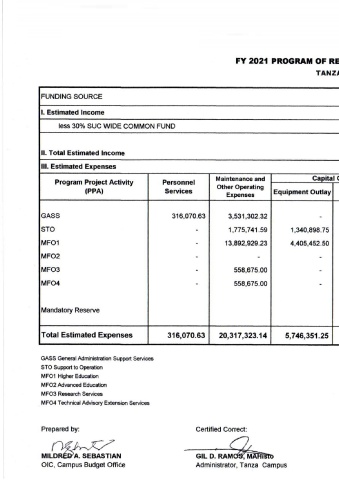 FY 2021 PROGRAM OF RE
TANZA
FUNDING SOURCE
I. Estimated Income
less 30% SUC WIDE COMMON FUND
II. Total Estimated Income
III. Estimated Expenses
Program Project Activity (PPA) Personnel Services Maintenance and Other Operating Expenses Capital O Equipment Outlay
GASS 316,070.63 3,531,302.32 -
STO - 1,775,741.59 1,340,898.75
MFO1 - 13,892,929.23 4,405,452.50
MFO2 - - -
MFO3 - 558,675.00 -
MFO4 - 558,675.00 -
Mandatory Reserve
Total Estimated Expenses 316,070.63 20,317,323.14 5,746,351.25
GASS General Administration Support Services
STO Support to Operation
MFO1 Higher Education
MFO2 Advanced Education
MFO3 Research Services
MFO4 Technical Advisory Extension Services
Prepared by: Certified Correct:
MILDRED A. SEBASTIAN GIL D. RAMOS, MAHisto
OIC, Campus Budget Office Administrator, Tanza Campus